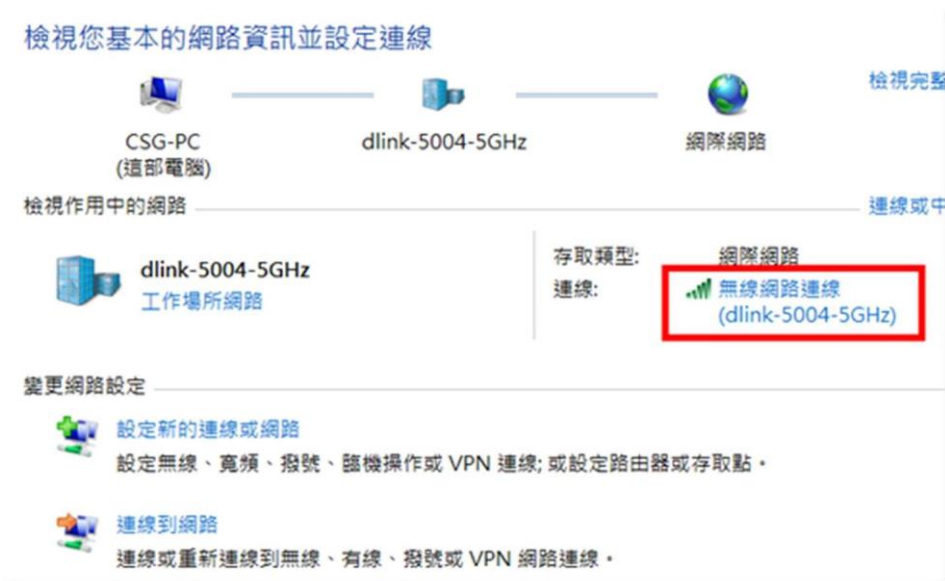 檢視您基本的網路資訊並設定連線
檢視完整
CSG-PC
(這部電腦)
dlink-5004-5GHz
網際網路
檢視作用中的網路
連線或中
dlink-5004-5GHz
工作場所網路
存取類型:
網際網路
連線:
無線網路連線
(dlink-5004-5GHz)
變更網路設定
設定新的連線或網路
設定無線、寬頻、撥號、臨機操作或 VPN 連線; 或設定路由器或存取點。
連線到網路
連線或重新連線到無線、有線、撥號或 VPN 網路連線。